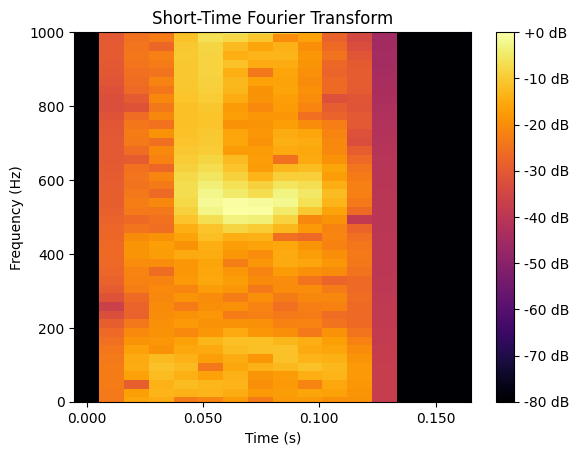 Short-Time Fourier Transform
Frequency (Hz)
1000
800
600
400
200
0
0.000
0.050
0.100
0.150
Time (s)
+0 dB
-10 dB
-20 dB
-30 dB
-40 dB
-50 dB
-60 dB
-70 dB
-80 dB